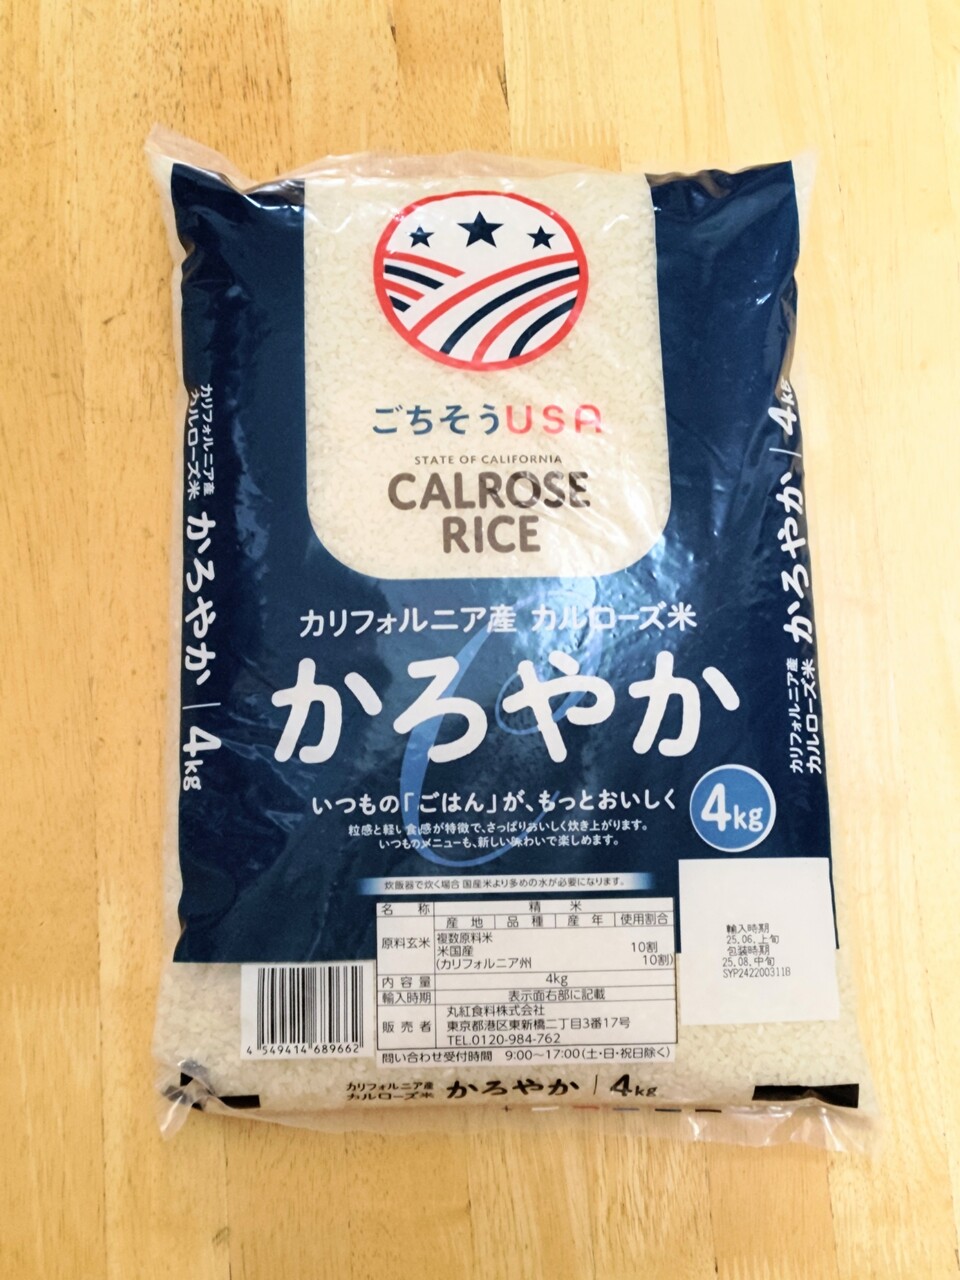 ごちそうUSA
STATE OF CALIFORNIA
CALROSE
RICE
カリフォルニア産 カルローズ米
かろやか
いつもの「ごはん」が、もっとおいしく
粒感と軽い食感が特徴で、さっぱりおいしく炊き上がります。
いつものメニューも、新しい味わいで楽しめます。
4kg
炊飯器で炊く場合 国産米より多めの水が必要になります。
名称 精米
原料玄米 産地 品種 産年 使用割合
複数原料米
米国産 10割
(カリフォルニア州 10割)
内容量 4kg
輸入時期 表示面右部に記載
販売者 丸紅食料株式会社
東京都港区東新橋二丁目3番17号
TEL.0120-984-762
問い合わせ受付時間 9:00～17:00(土・日・祝日除く)
輸入時期
25.06.上旬
包装時期
25.08.中旬
SYP242200311B
4 549414 689662
カリフォルニア産
カルローズ米 かろやか | 4kg
カリフォルニア産
カルローズ米 かろやか | 4kg
カリフォルニア産
カルローズ米 かろやか | 4kg